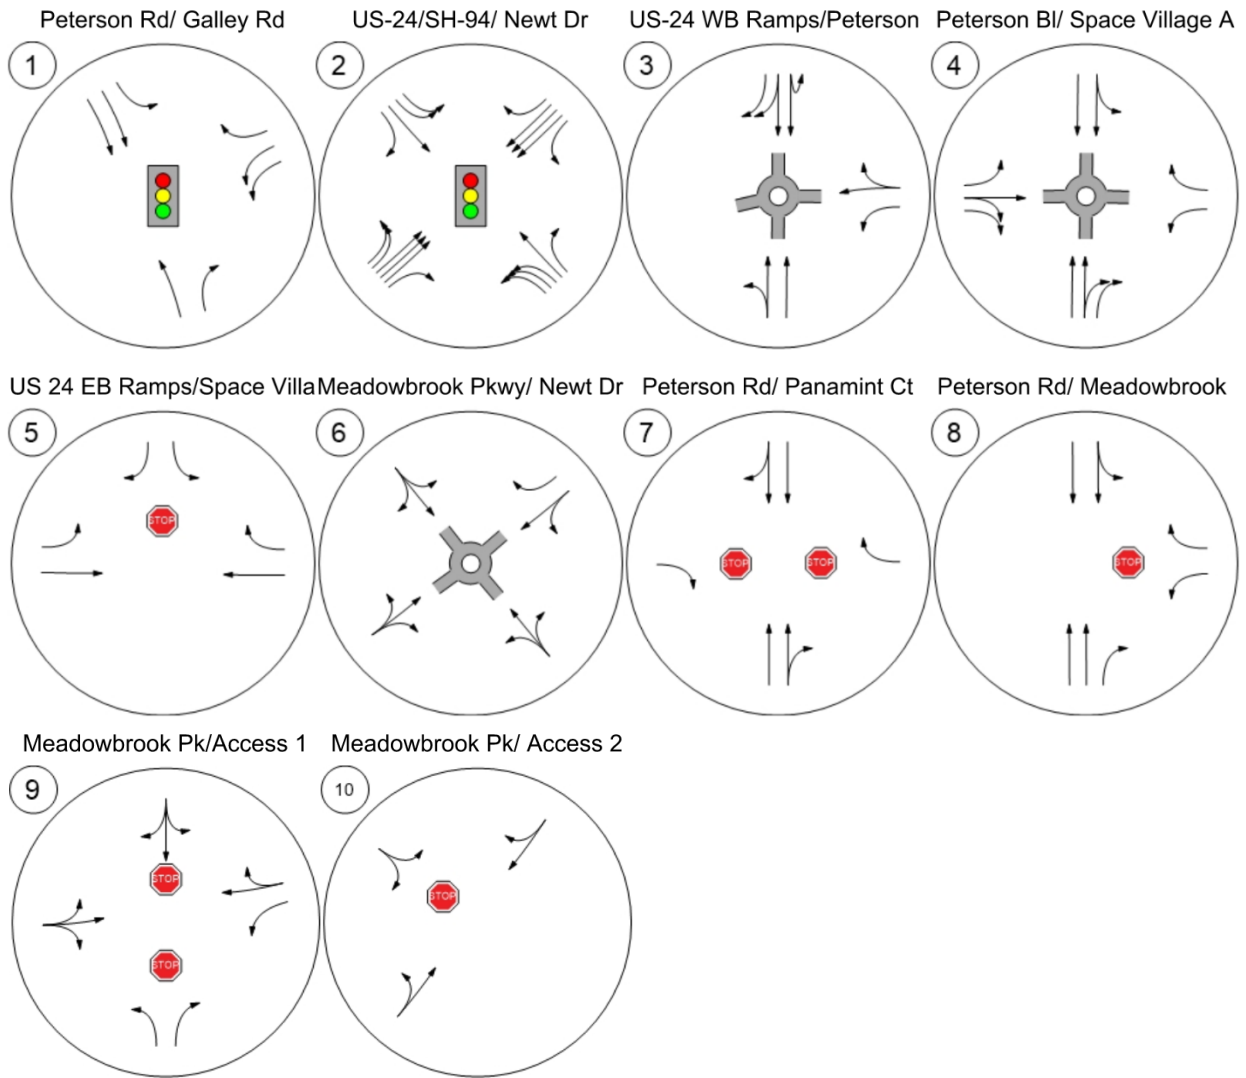 Peterson Rd/ Galley Rd
US-24/SH-94/ Newt Dr
US-24 WB Ramps/Peterson
Peterson Bl/ Space Village A
1
2
3
4
US 24 EB Ramps/Space Villa
Meadowbrook Pkwy/ Newt Dr
Peterson Rd/ Panamint Ct
Peterson Rd/ Meadowbrook
5
6
7
8
STOP
STOP
STOP
STOP
Meadowbrook Pk/Access 1
Meadowbrook Pk/ Access 2
9
10
STOP
STOP
STOP